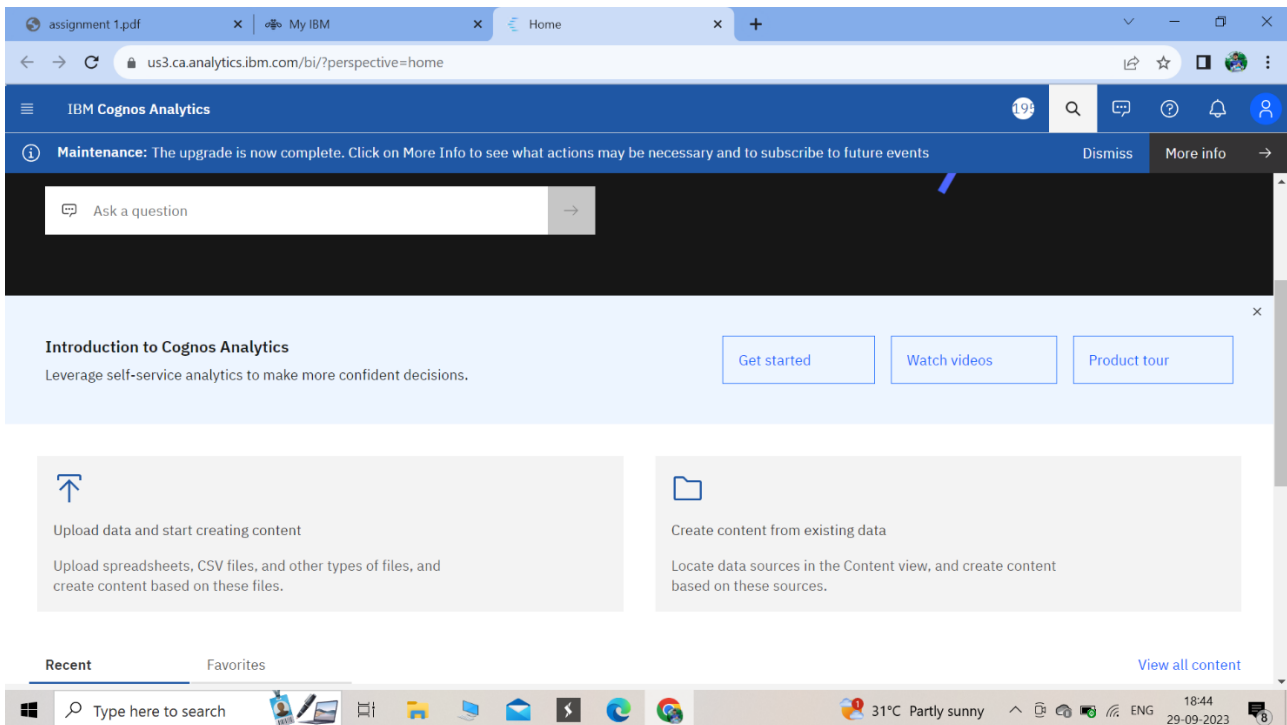 assignment 1.pdf
My IBM
Home
us3.ca.analytics.ibm.com/bi/?perspective=home
IBM Cognos Analytics
195
Maintenance: The upgrade is now complete. Click on More Info to see what actions may be necessary and to subscribe to future events
Dismiss
More info
Ask a question
Introduction to Cognos Analytics
Leverage self-service analytics to make more confident decisions.
Get started
Watch videos
Product tour
Upload data and start creating content
Upload spreadsheets, CSV files, and other types of files, and
create content based on these files.
Create content from existing data
Locate data sources in the Content view, and create content
based on these sources.
Recent
Favorites
View all content
Type here to search
31°C Partly sunny
ENG
18:44
29-09-2023
8